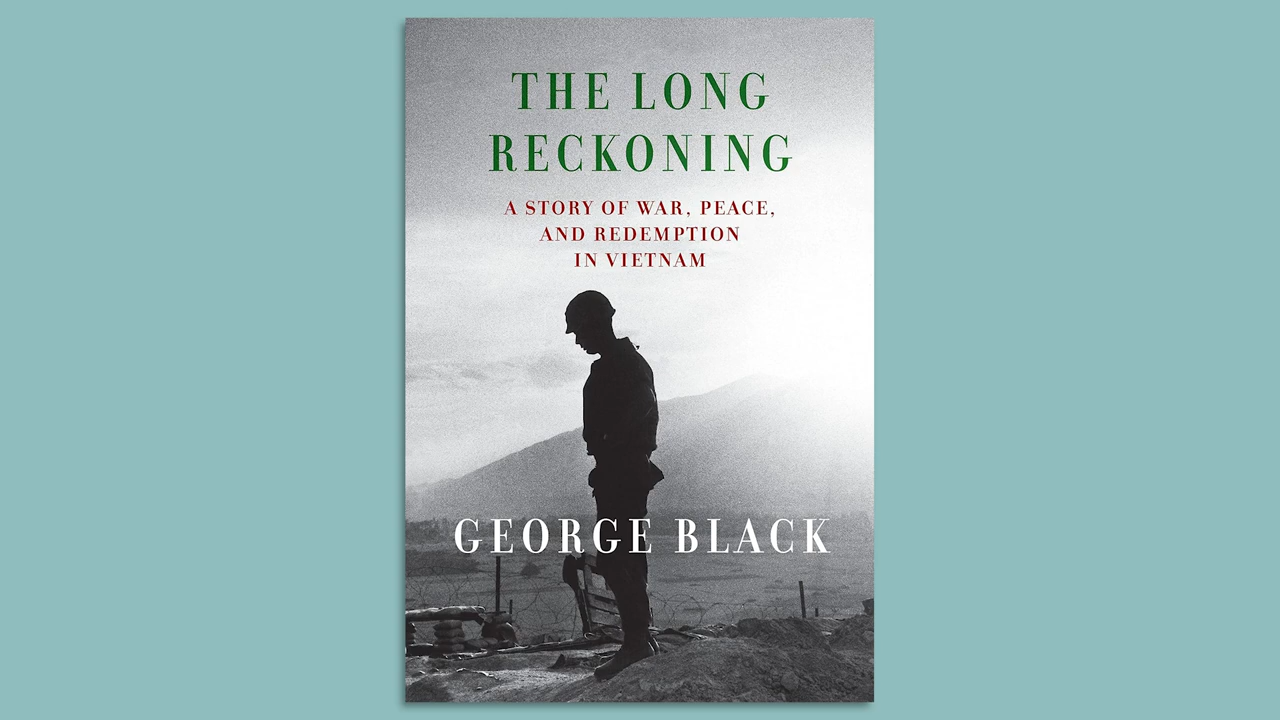 THE LONG
RECKONING
A STORY OF WAR, PEACE,
AND REDEMPTION
IN VIETNAM
GEORGE BLACK